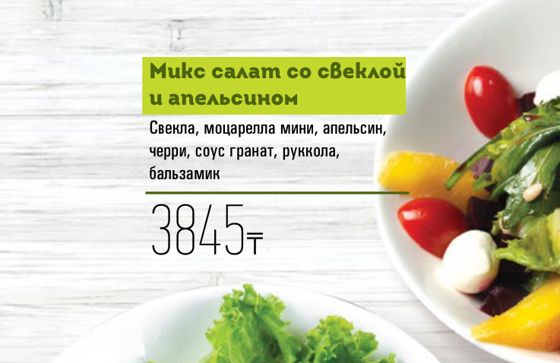 Микс салат со свеклой
и апельсином
Свекла, моцарелла мини, апельсин,
черри, соус гранат, руккола,
бальзамик
3845₸